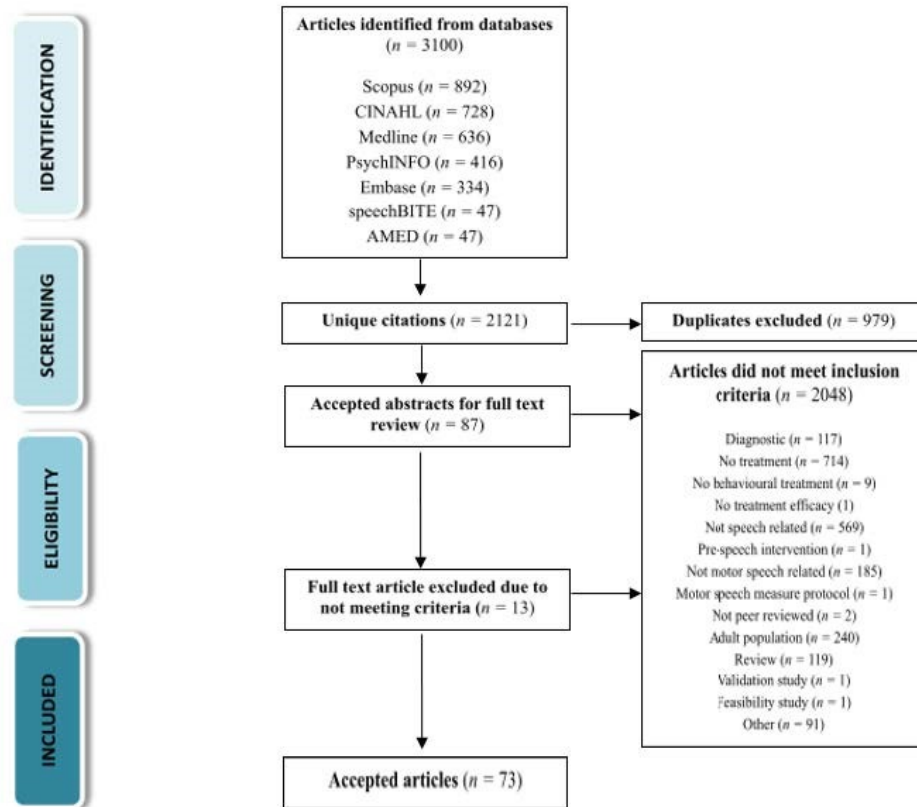 IDENTIFICATION
SCREENING
ELIGIBILITY
INCLUDED
Articles identified from databases
(n = 3100)
Scopus (n = 892)
CINAHL (n = 728)
Medline (n = 636)
PsychINFO (n = 416)
Embase (n = 334)
speechBITE (n = 47)
AMED (n = 47)
Unique citations (n = 2121)
Duplicates excluded (n = 979)
Accepted abstracts for full text
review (n = 87)
Articles did not meet inclusion
criteria (n = 2048)
Diagnostic (n = 117)
No treatment (n = 714)
No behavioural treatment (n = 9)
No treatment efficacy (1)
Not speech related (n = 569)
Pre-speech intervention (n = 1)
Not motor speech related (n = 185)
Motor speech measure protocol (n = 1)
Not peer reviewed (n = 2)
Adult population (n = 240)
Review (n = 119)
Validation study (n = 1)
Feasibility study (n = 1)
Other (n = 91)
Full text article excluded due to
not meeting criteria (n = 13)
Accepted articles (n = 73)